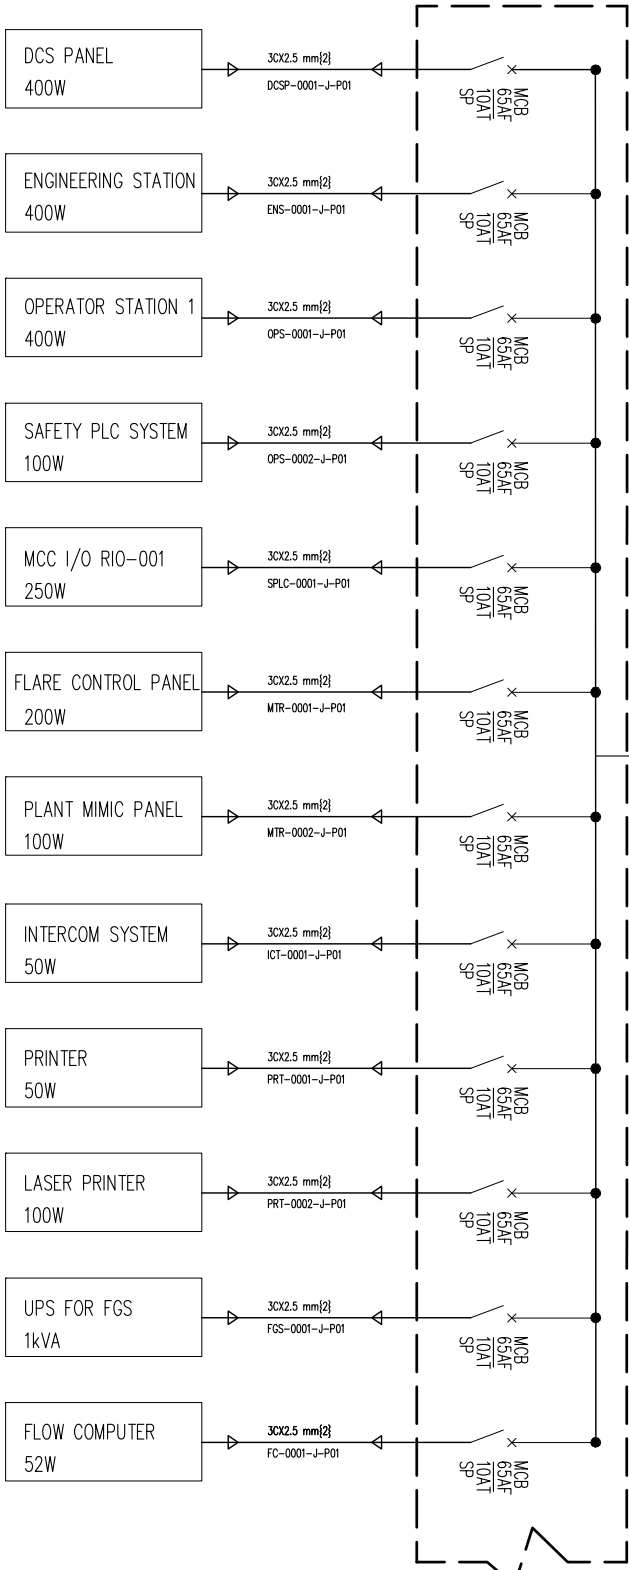 DCS PANEL
400W
3CX2.5 mm{2}
DCSP-0001-J-P01
MCB
65AF
10AT
SP
ENGINEERING STATION
400W
3CX2.5 mm{2}
ENS-0001-J-P01
MCB
65AF
10AT
SP
OPERATOR STATION 1
400W
3CX2.5 mm{2}
OPS-0001-J-P01
MCB
65AF
10AT
SP
SAFETY PLC SYSTEM
100W
3CX2.5 mm{2}
OPS-0002-J-P01
MCB
65AF
10AT
SP
MCC I/O RIO-001
250W
3CX2.5 mm{2}
SPLC-0001-J-P01
MCB
65AF
10AT
SP
FLARE CONTROL PANEL
200W
3CX2.5 mm{2}
MTR-0001-J-P01
MCB
65AF
10AT
SP
PLANT MIMIC PANEL
100W
3CX2.5 mm{2}
MTR-0002-J-P01
MCB
65AF
10AT
SP
INTERCOM SYSTEM
50W
3CX2.5 mm{2}
ICT-0001-J-P01
MCB
65AF
10AT
SP
PRINTER
50W
3CX2.5 mm{2}
PRT-0001-J-P01
MCB
65AF
10AT
SP
LASER PRINTER
100W
3CX2.5 mm{2}
PRT-0002-J-P01
MCB
65AF
10AT
SP
UPS FOR FGS
1kVA
3CX2.5 mm{2}
FGS-0001-J-P01
MCB
65AF
10AT
SP
FLOW COMPUTER
52W
3CX2.5 mm{2}
FC-0001-J-P01
MCB
65AF
10AT
SP